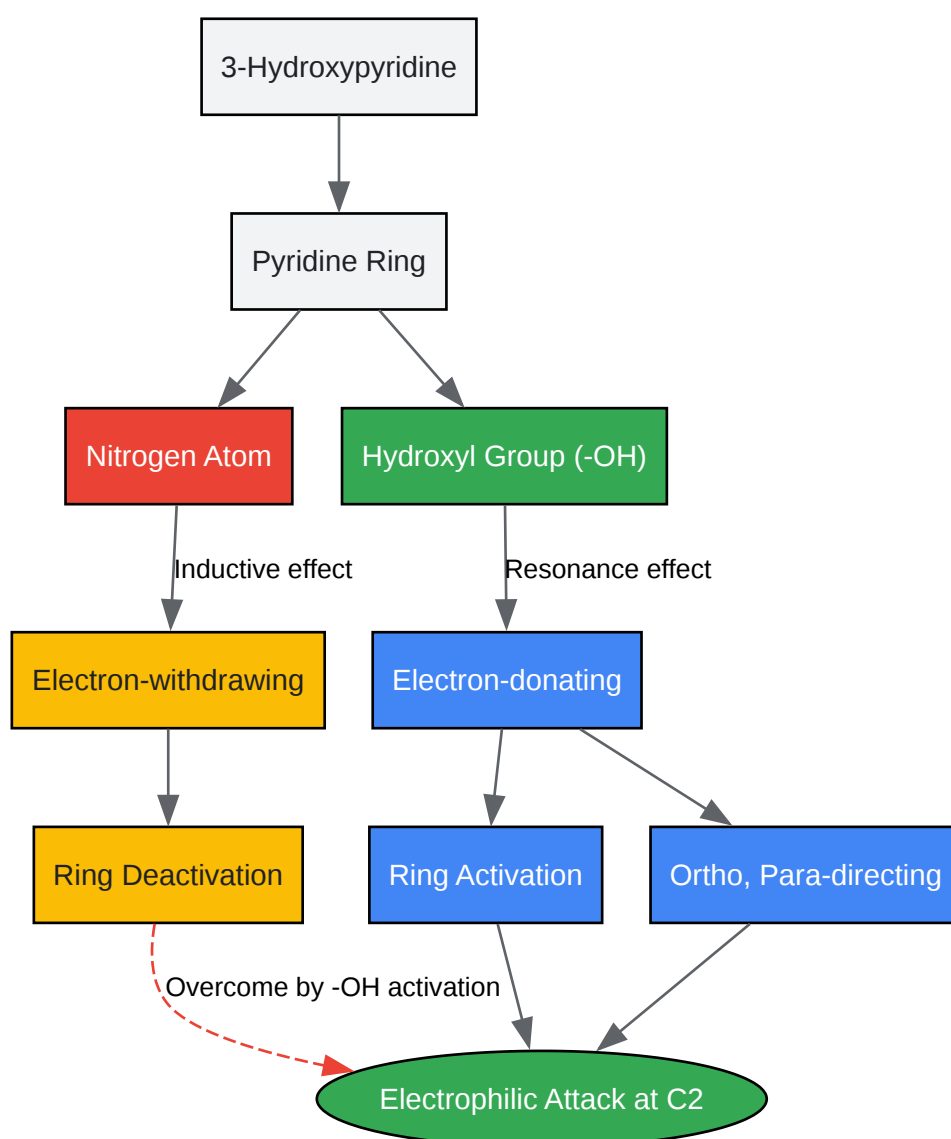 3-Hydroxypyridine
Pyridine Ring
Nitrogen Atom
Hydroxyl Group (-OH)
Inductive effect
Resonance effect
Electron-withdrawing
Electron-donating
Ring Deactivation
Ring Activation
Ortho, Para-directing
Overcome by -OH activation
Electrophilic Attack at C2